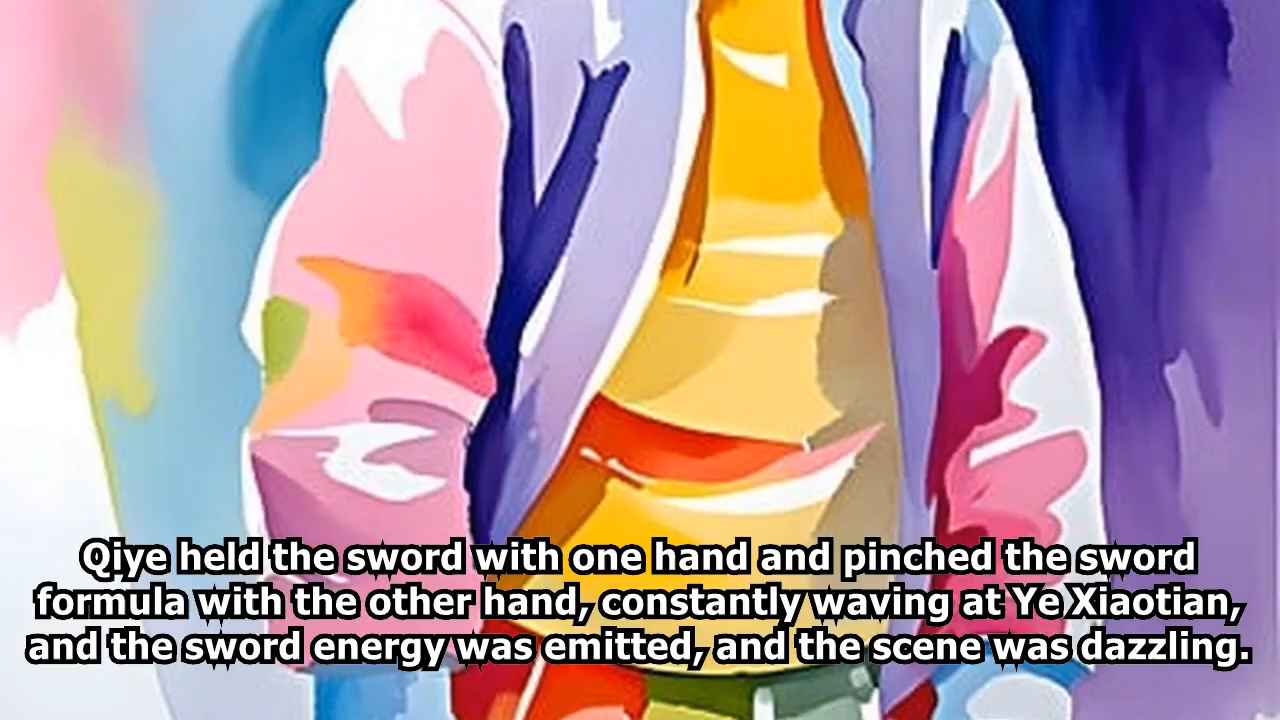 Qiye held the sword with one hand and pinched the sword
formula with the other hand, constantly waving at Ye Xiaotian,
and the sword energy was emitted, and the scene was dazzling.